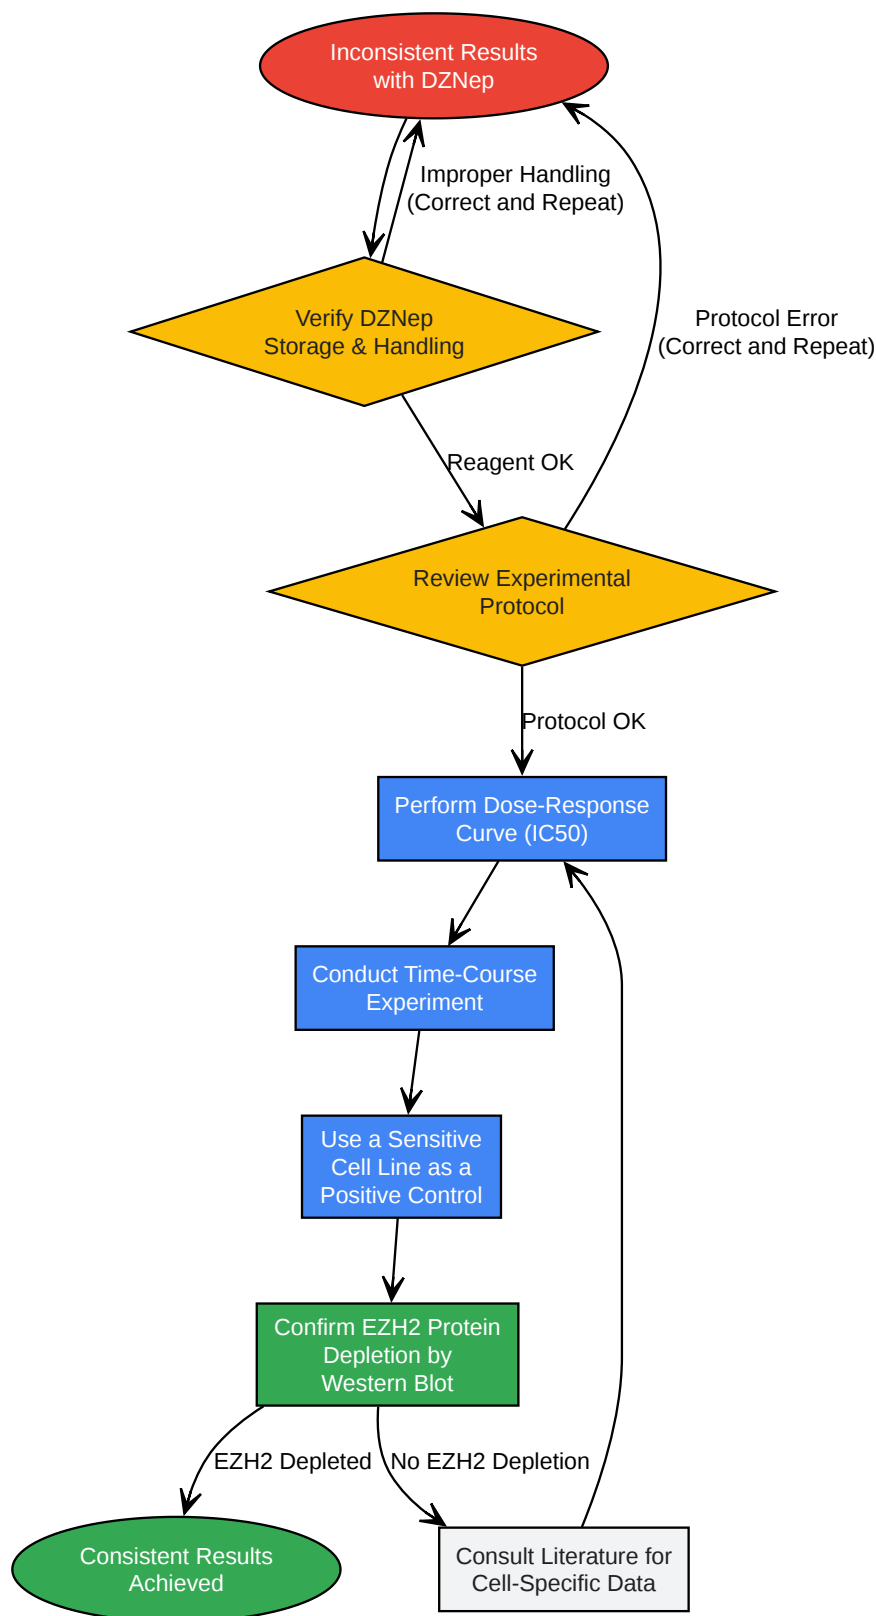 Inconsistent Results
with DZNep
Improper Handling
(Correct and Repeat)
Verify DZNep
Storage & Handling
Protocol Error
(Correct and Repeat)
Reagent OK
Review Experimental
Protocol
Protocol OK
Perform Dose-Response
Curve (IC50)
Conduct Time-Course
Experiment
Use a Sensitive
Cell Line as a
Positive Control
Confirm EZH2 Protein
Depletion by
Western Blot
EZH2 Depleted
No EZH2 Depletion
Consistent Results
Achieved
Consult Literature for
Cell-Specific Data